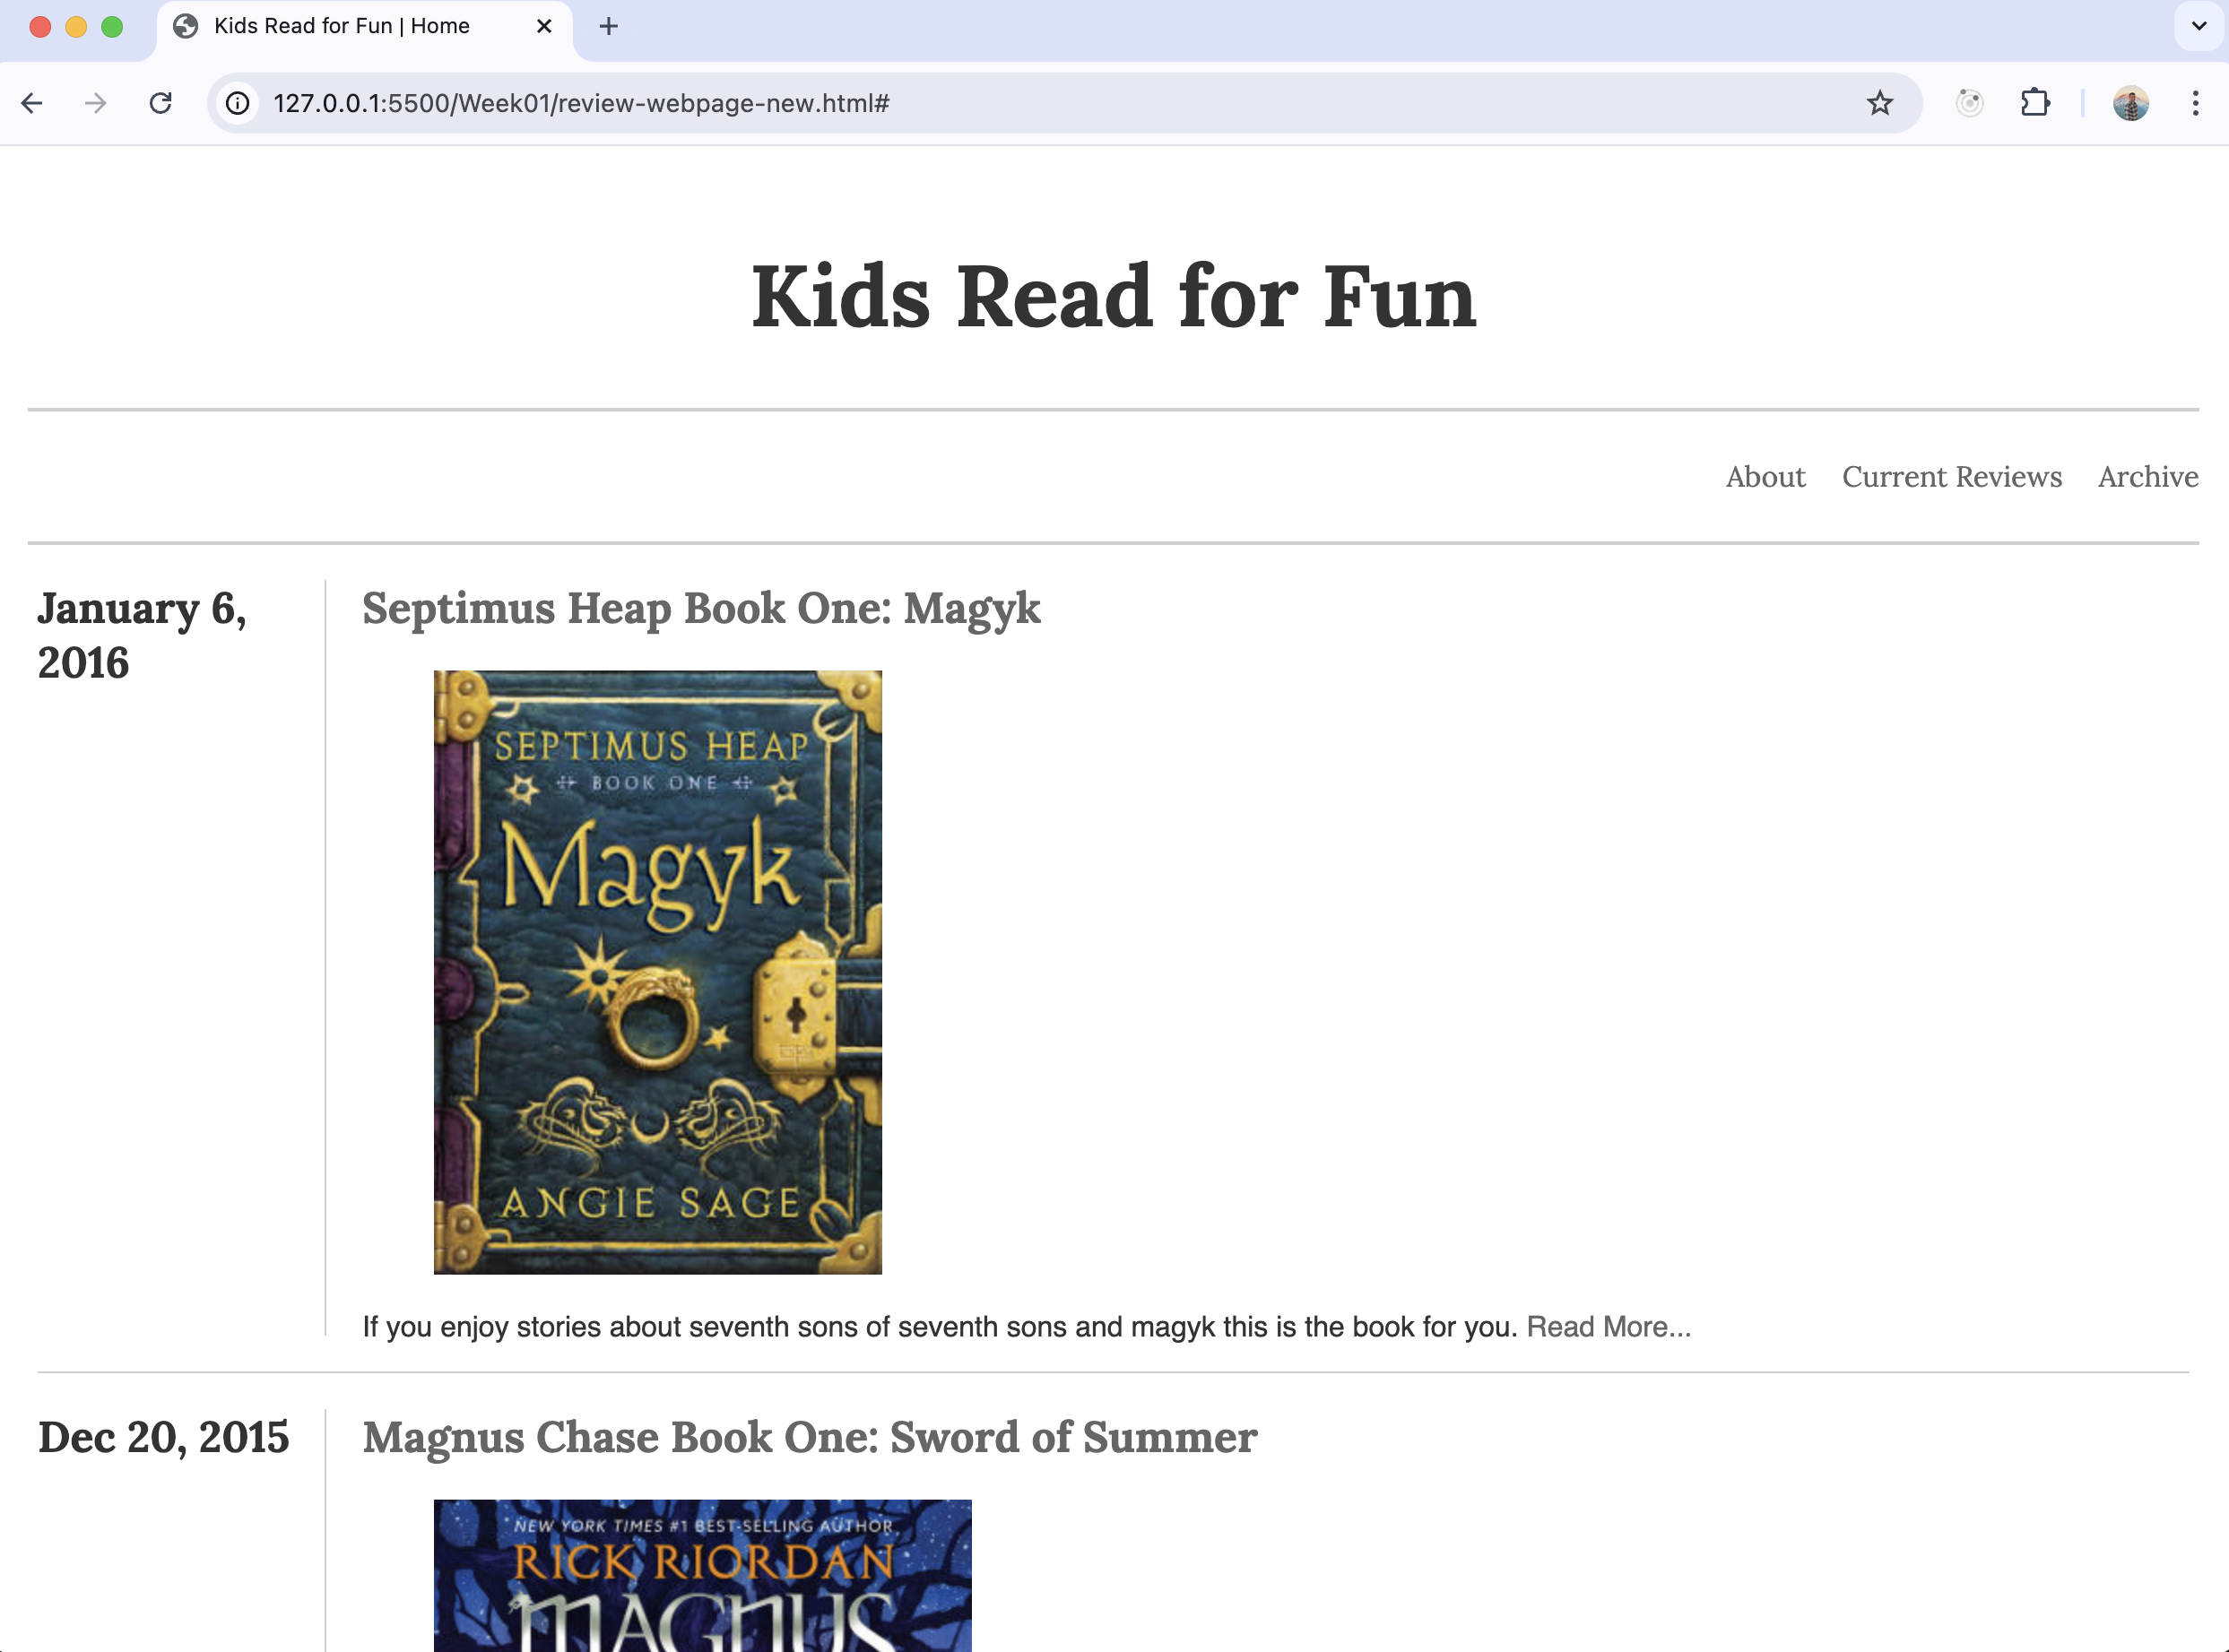 Kids Read for Fun | Home
127.0.0.1:5500/Week01/review-webpage-new.html#
Kids Read for Fun
About Current Reviews Archive
January 6,
2016
Septimus Heap Book One: Magyk
SEPTIMUS HEAP
BOOK ONE
Magyk
ANGIE SAGE
If you enjoy stories about seventh sons of seventh sons and magyk this is the book for you. Read More...
Dec 20, 2015
Magnus Chase Book One: Sword of Summer
NEW YORK TIMES #1 BEST-SELLING AUTHOR
RICK RIORDAN
MAGNUS